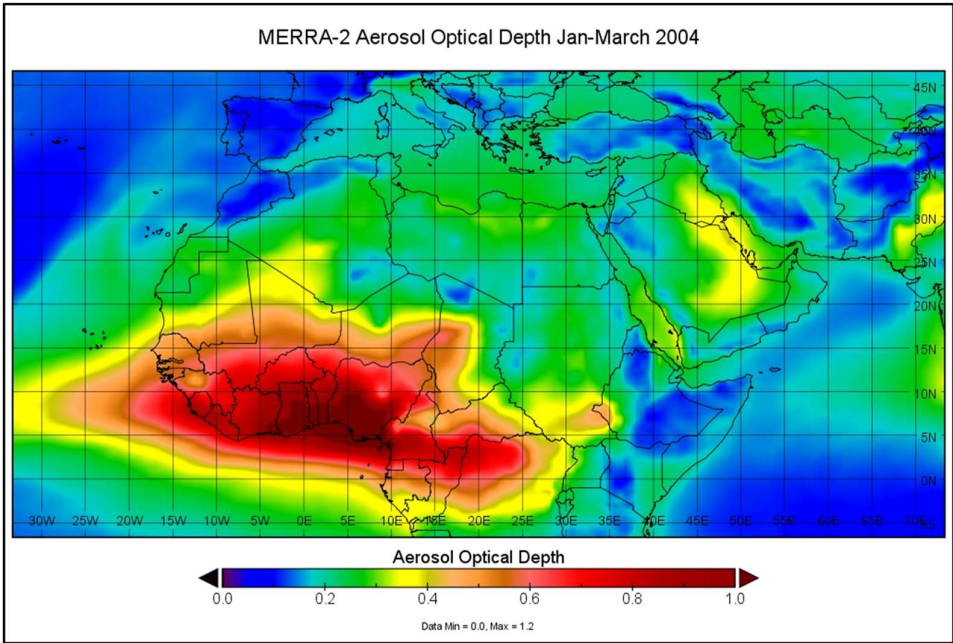 MERRA-2 Aerosol Optical Depth Jan-March 2004
45N
35N
30N
25N
20N
15N
10N
5N
0N
30W 25W 20W 15W 10W 5W 0E 5E 10E 15E 20E 25E 30E 35E 40E 45E 50E 55E 60E 65E 70E
Aerosol Optical Depth
0.0 0.2 0.4 0.6 0.8 1.0
Data Min = 0.0, Max = 1.2